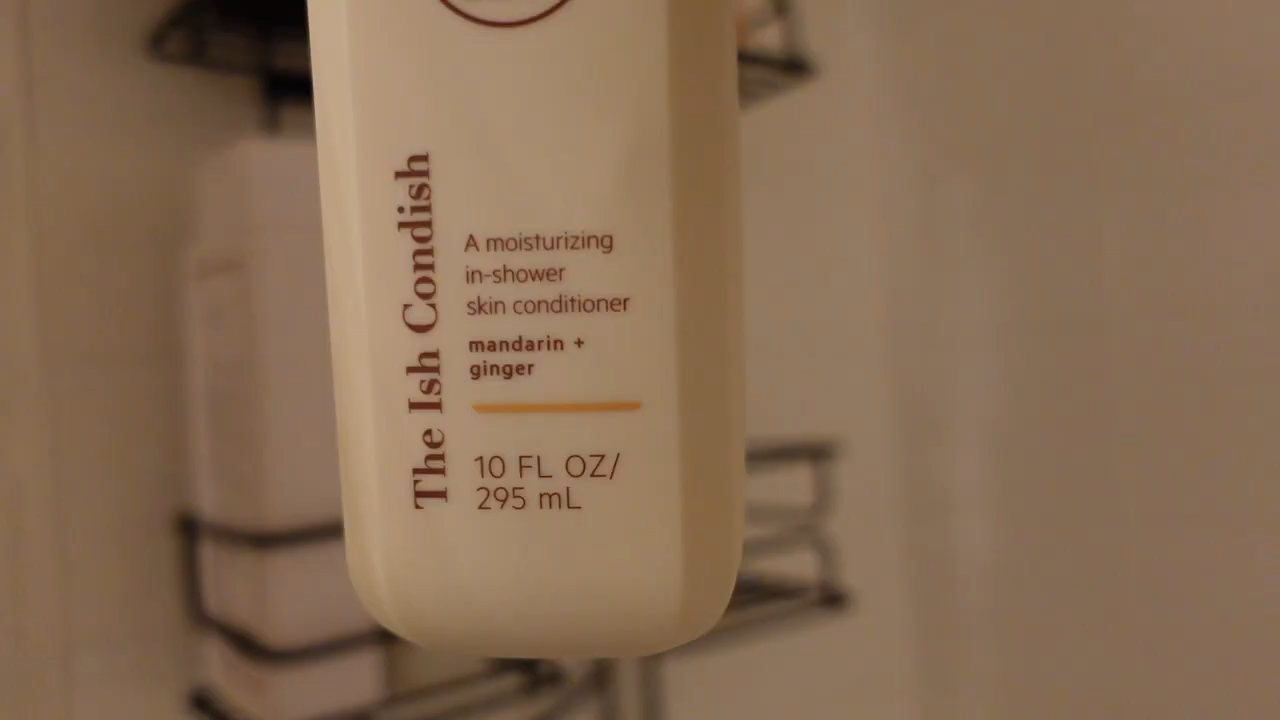 The Ish Condish
A moisturizing
in-shower
skin conditioner
mandarin +
ginger
10 FL OZ/
295 mL